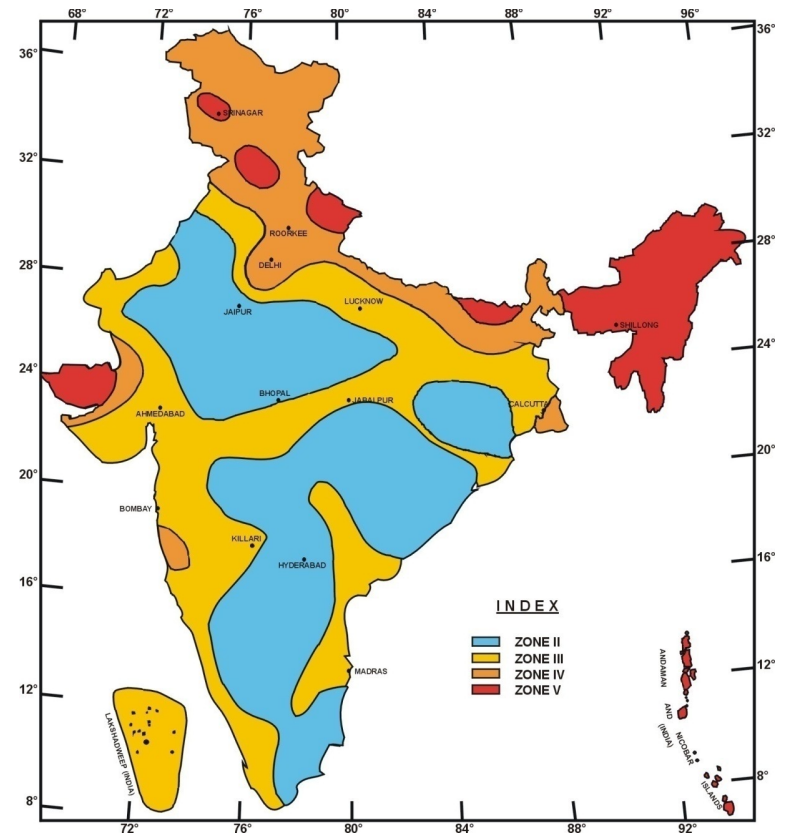 68° 72° 76° 80° 84° 88° 92° 96°
36° 36°
SRINAGAR
32° 32°
ROORKEE
28° DELHI 28°
LUCKNOW
JAIPUR
SHILLONG
24° 24°
BHOPAL JABALPUR
AHMEDABAD CALCUTTA
20° 20°
BOMBAY
KILLARI
HYDERABAD
16° 16°
INDEX
ZONE II
ZONE III
ZONE IV
ZONE V
MADRAS
12° 12°
LAKSHADWEEP (INDIA)
ANDAMAN
AND
(INDIA)
NICOBAR
ISLANDS
8° 8°
72° 76° 80° 84° 88° 92°